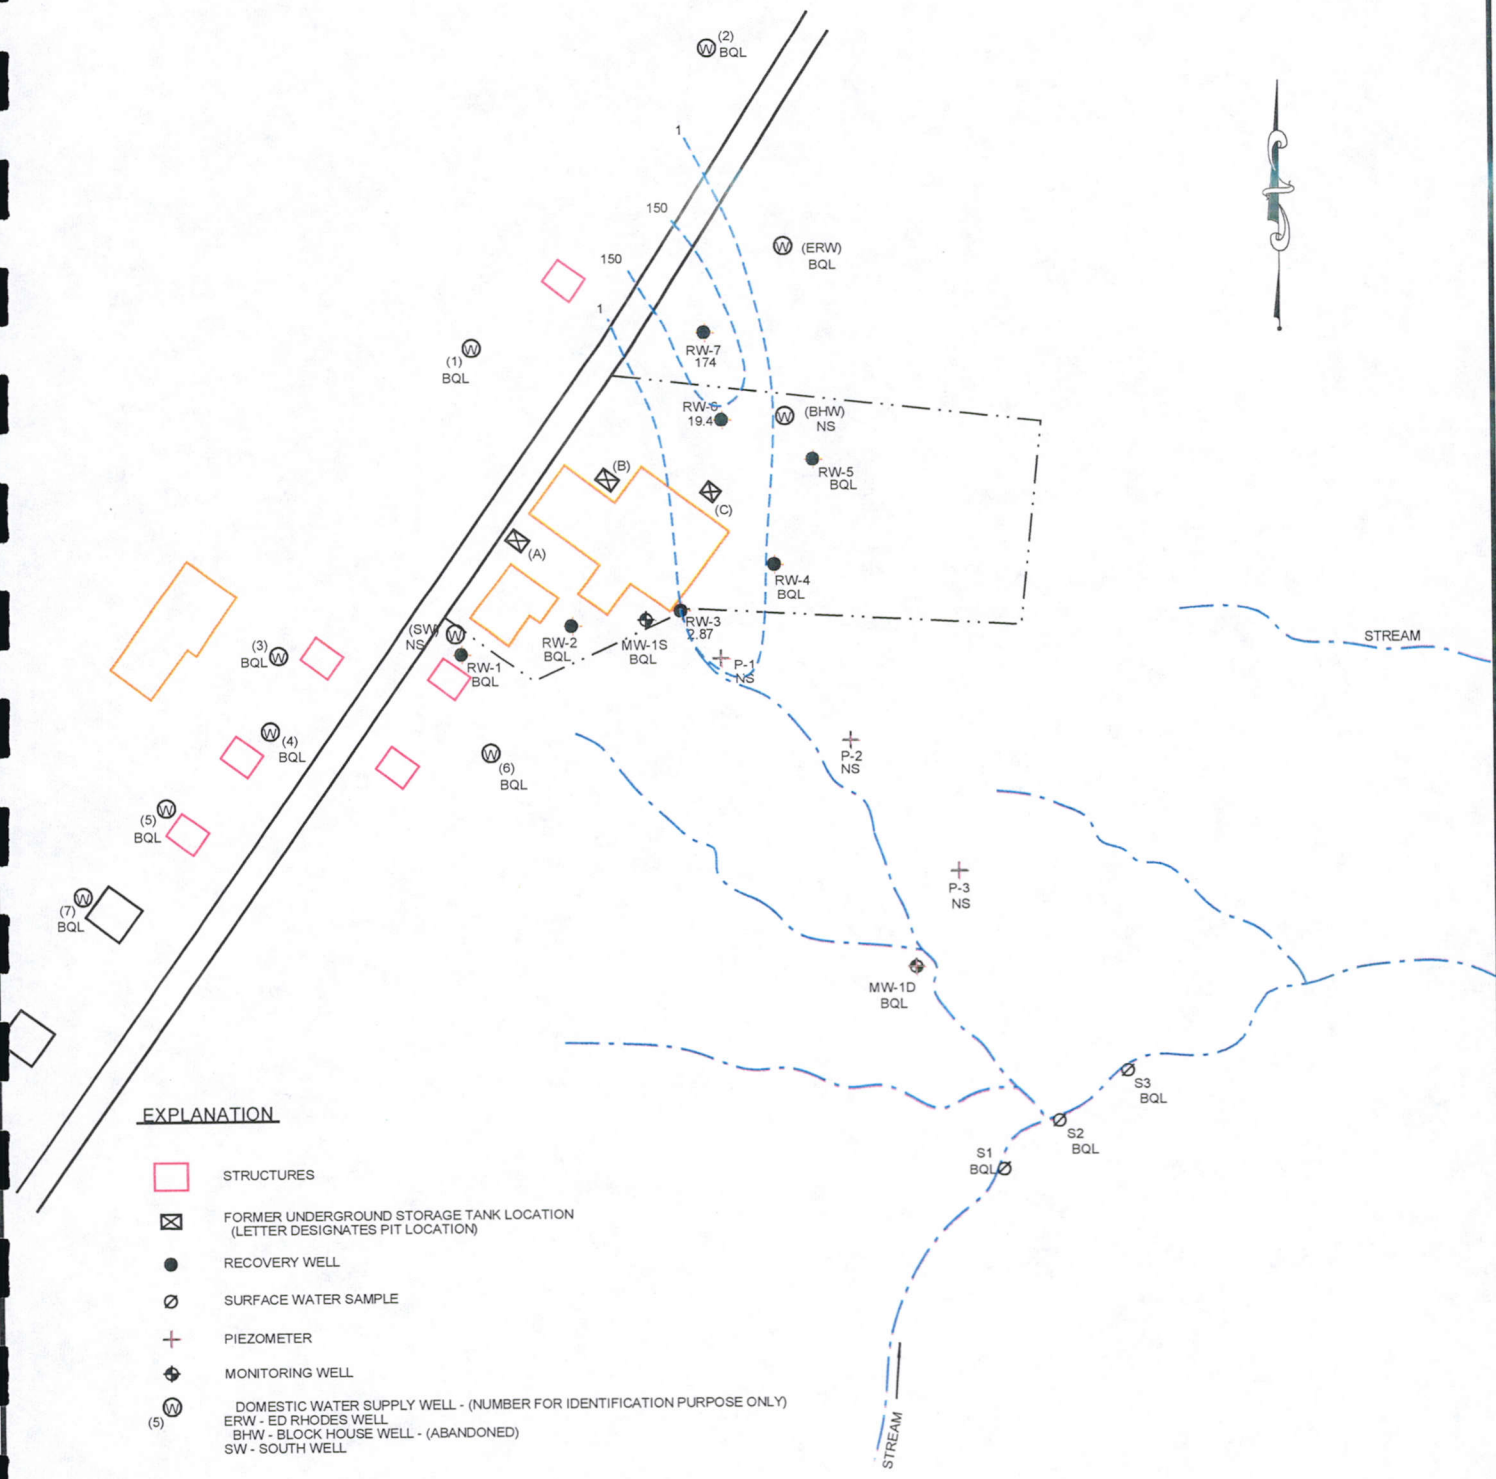 (2)
BQL
1
150
(ERW)
BQL
150
1
(1)
BQL
RW-7
174
RW-6
19.4
(BHW)
NS
(B)
RW-5
BQL
(C)
(A)
RW-4
BQL
(SW)
NS
RW-3
2.87
RW-2
BQL
MW-1S
BQL
STREAM
(3)
BQL
RW-1
BQL
P-1
NS
(4)
BQL
P-2
NS
(6)
BQL
(5)
BQL
P-3
NS
(7)
BQL
MW-1D
BQL
S3
BQL
S2
BQL
S1
BQL
EXPLANATION
STRUCTURES
FORMER UNDERGROUND STORAGE TANK LOCATION
(LETTER DESIGNATES PIT LOCATION)
RECOVERY WELL
SURFACE WATER SAMPLE
PIEZOMETER
MONITORING WELL
(5) W DOMESTIC WATER SUPPLY WELL - (NUMBER FOR IDENTIFICATION PURPOSE ONLY)
ERW - ED RHODES WELL
BHW - BLOCK HOUSE WELL - (ABANDONED)
SW - SOUTH WELL
STREAM